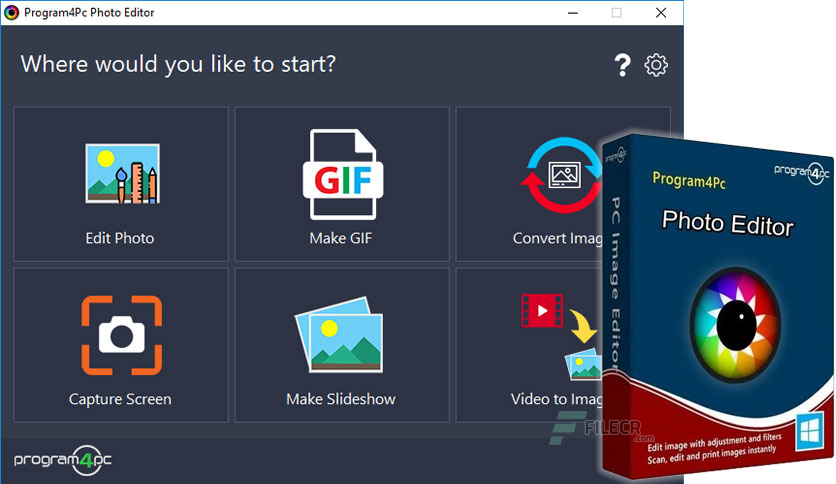 Program4Pc Photo Editor
Where would you like to start?
?
Edit Photo
GIF
Make GIF
Convert Imag
Capture Screen
Make Slideshow
Video to Imag
FILECR
.com
program4pc
program4pc
Program4Pc
Photo Editor
PC Image Editor
Edit image with adjustment and filters
Scan, edit and print images instantly
program4pc